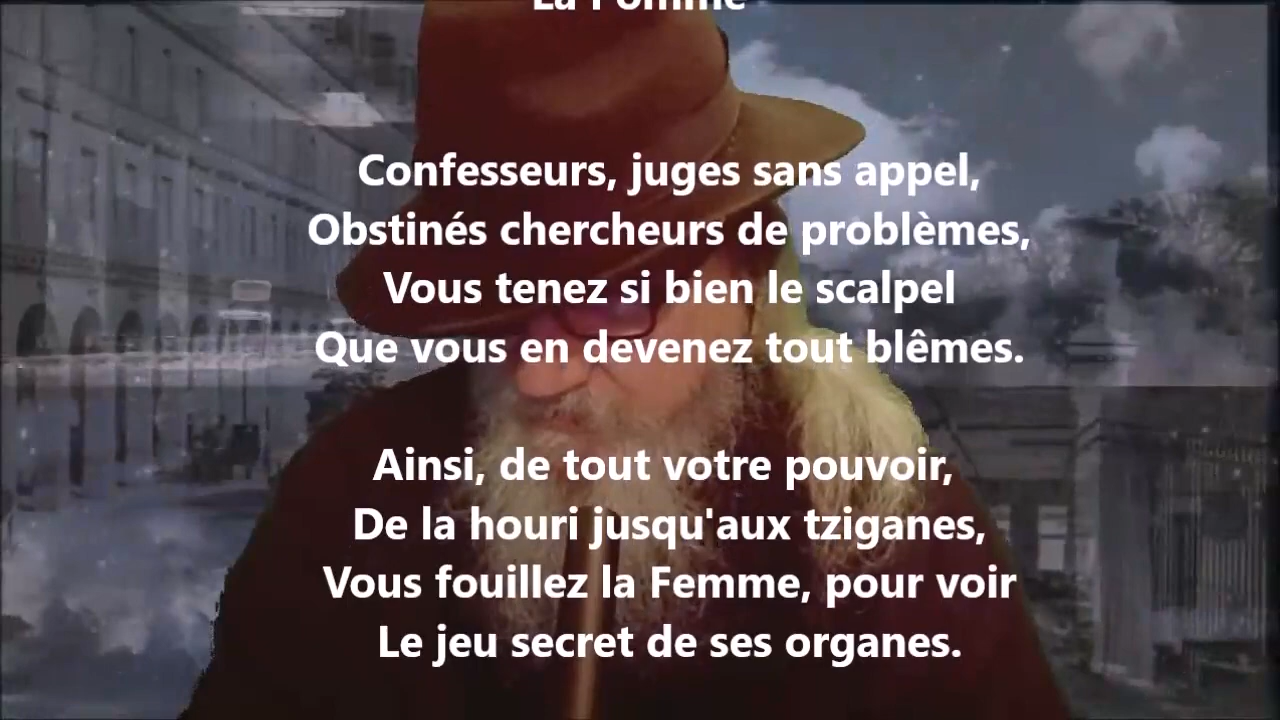 La Pomme
Confesseurs, juges sans appel,
Obstinés chercheurs de problèmes,
Vous tenez si bien le scalpel
Que vous en devenez tout blêmes.
Ainsi, de tout votre pouvoir,
De la houri jusqu'aux tziganes,
Vous fouillez la Femme, pour voir
Le jeu secret de ses organes.